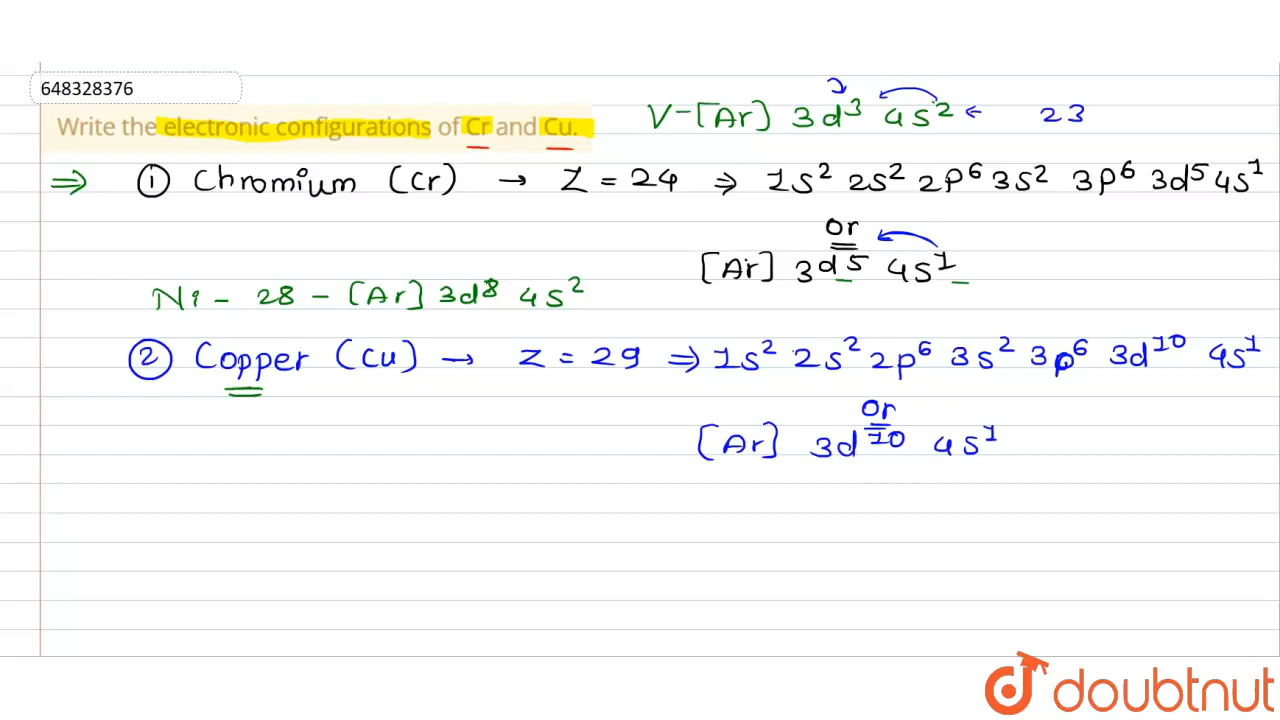 648328376
V-[Ar] 3d³ 4s² ← 23
Write the electronic configurations of Cr and Cu.
⇒ ① Chromium (Cr) → Z = 24 ⇒ 1s² 2s² 2p⁶ 3s² 3p⁶ 3d⁵ 4s¹
Or
[Ar] 3d5 4s¹
Ni - 28 - [Ar] 3d⁸ 4s²
② Copper (Cu) → Z = 29 ⇒ 1s² 2s² 2p⁶ 3s² 3p⁶ 3d¹⁰ 4s¹
Or
[Ar] 3d¹⁰ 4s¹
doubtnut